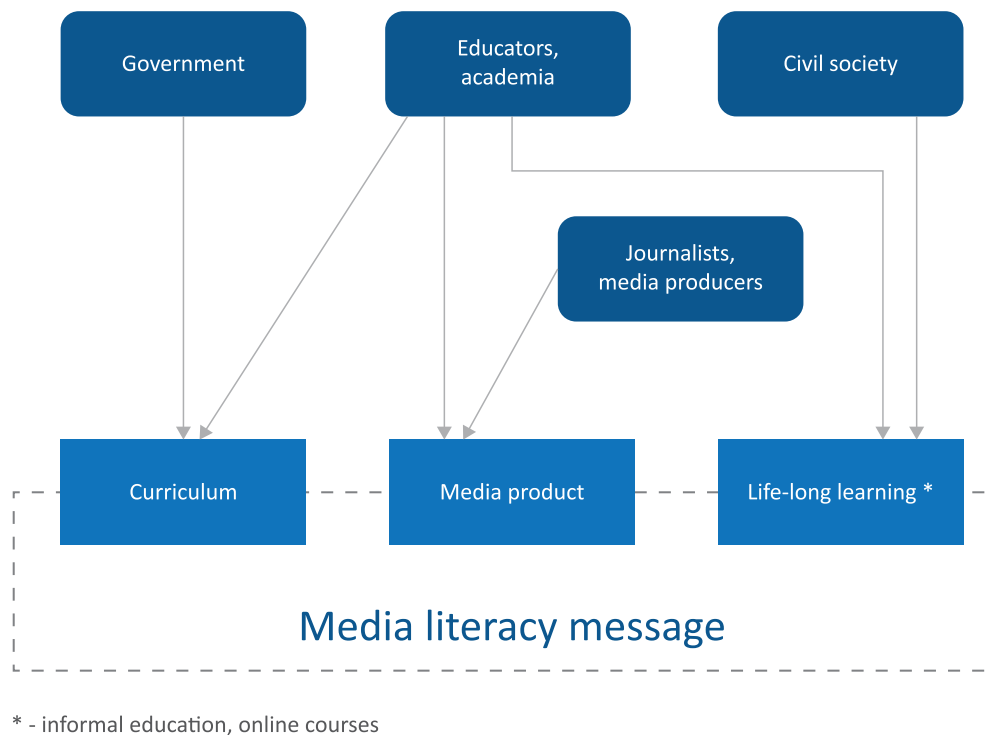 Government
Educators,
academia
Civil society
Journalists,
media producers
Curriculum
Media product
Life-long learning *
Media literacy message
* - informal education, online courses